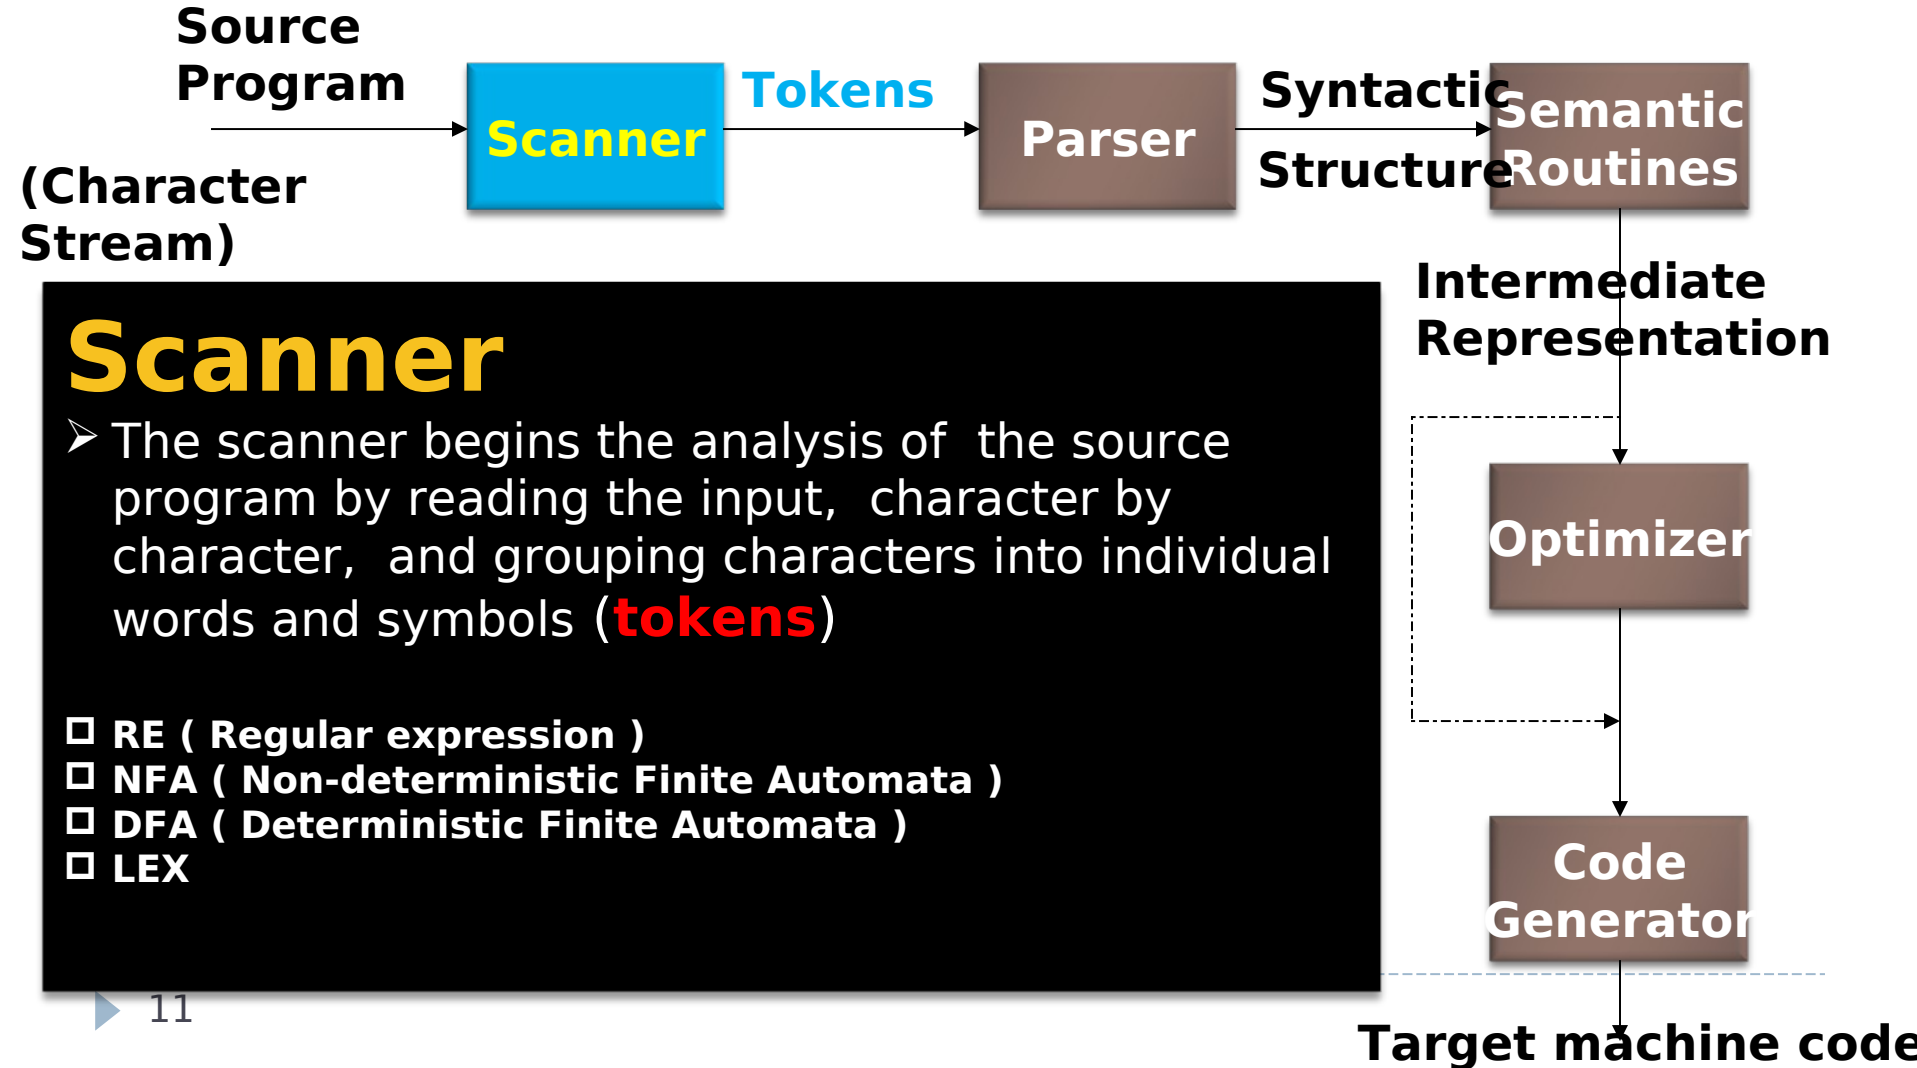 Source
Program
(Character
Stream)
Scanner
Tokens
Parser
Syntactic
Structure
Semantic
Routines
Intermediate
Representation
Optimizer
Code
Generator
Target machine code
Scanner
The scanner begins the analysis of  the source
program by reading the input,  character by
character,  and grouping characters into individual
words and symbols (tokens)
RE ( Regular expression )
NFA ( Non-deterministic Finite Automata )
DFA ( Deterministic Finite Automata )
LEX
11